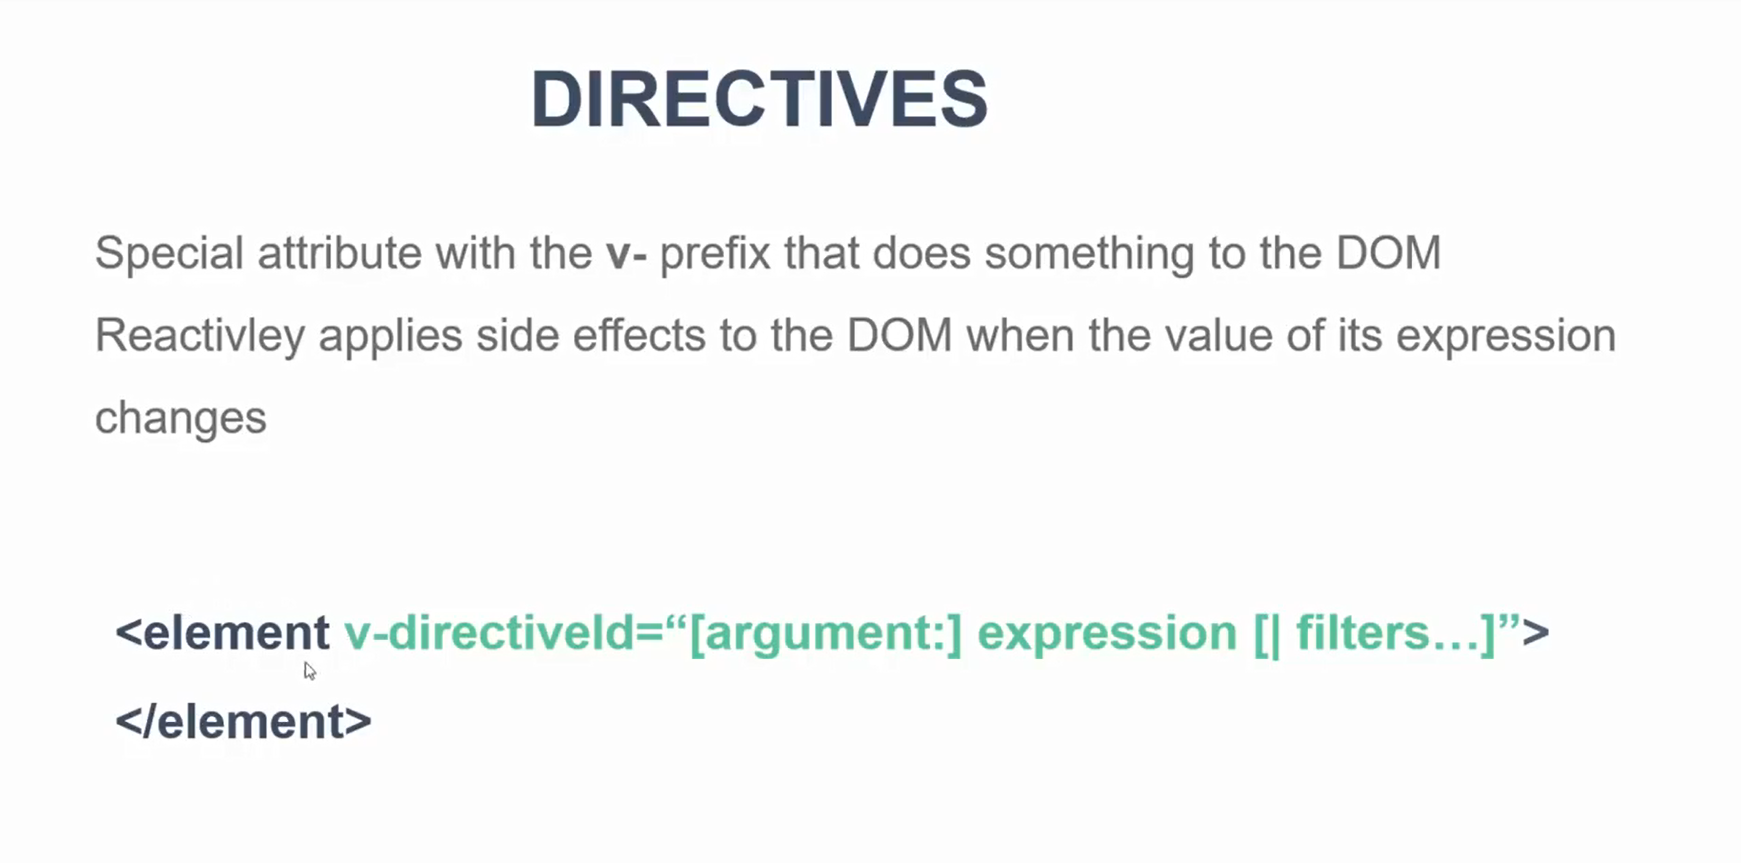 DIRECTIVES
Special attribute with the v- prefix that does something to the DOM
Reactivley applies side effects to the DOM when the value of its expression
changes
<element v-directiveId=“[argument:] expression [| filters…]”>
</element>